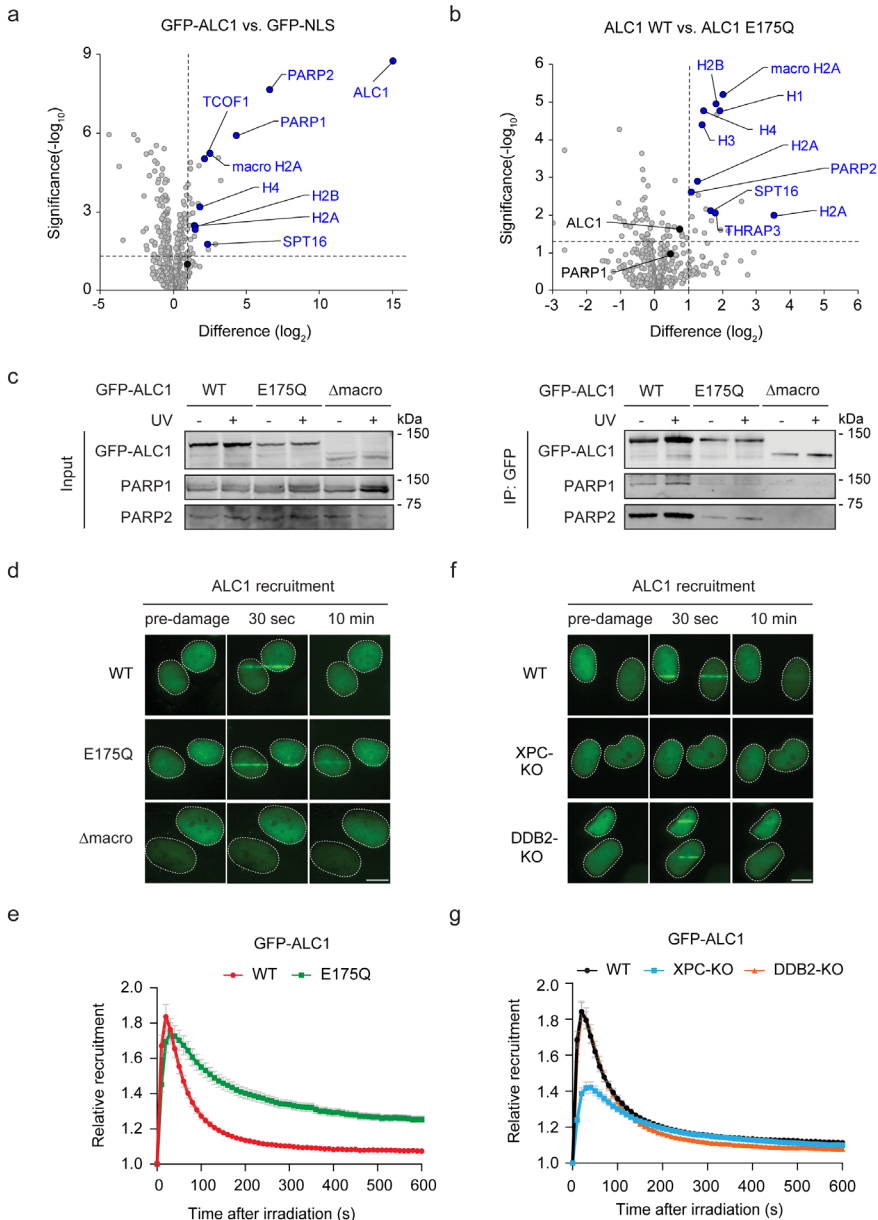 a
GFP-ALC1 vs. GFP-NLS
Significance(-log10)
9
6
3
0
-5
0
5
10
15
Difference (log2)
PARP2
ALC1
TCOF1
PARP1
macro H2A
H4
H2B
H2A
SPT16
b
ALC1 WT vs. ALC1 E175Q
Significance(-log10)
6
5
4
3
2
1
0
-3
-2
-1
0
1
2
3
4
5
6
Difference (log2)
H2B
macro H2A
H1
H4
H3
H2A
PARP2
SPT16
ALC1
H2A
THRAP3
PARP1
c
GFP-ALC1 WT E175Q Δmacro
UV - + - + - + kDa
Input
GFP-ALC1 - 150
PARP1 - 150
- 75
PARP2
GFP-ALC1 WT E175Q Δmacro
UV - + - + - + kDa
IP: GFP
GFP-ALC1 - 150
PARP1 - 150
PARP2 - 75
d
ALC1 recruitment
pre-damage 30 sec 10 min
WT
E175Q
Δmacro
f
ALC1 recruitment
pre-damage 30 sec 10 min
WT
XPC-
KO
DDB2-
KO
e
GFP-ALC1
WT E175Q
Relative recruitment
2.0
1.8
1.6
1.4
1.2
1.0
0 100 200 300 400 500 600
Time after irradiation (s)
g
GFP-ALC1
WT XPC-KO DDB2-KO
Relative recruitment
2.0
1.8
1.6
1.4
1.2
1.0
0 100 200 300 400 500 600
Time after irradiation (s)